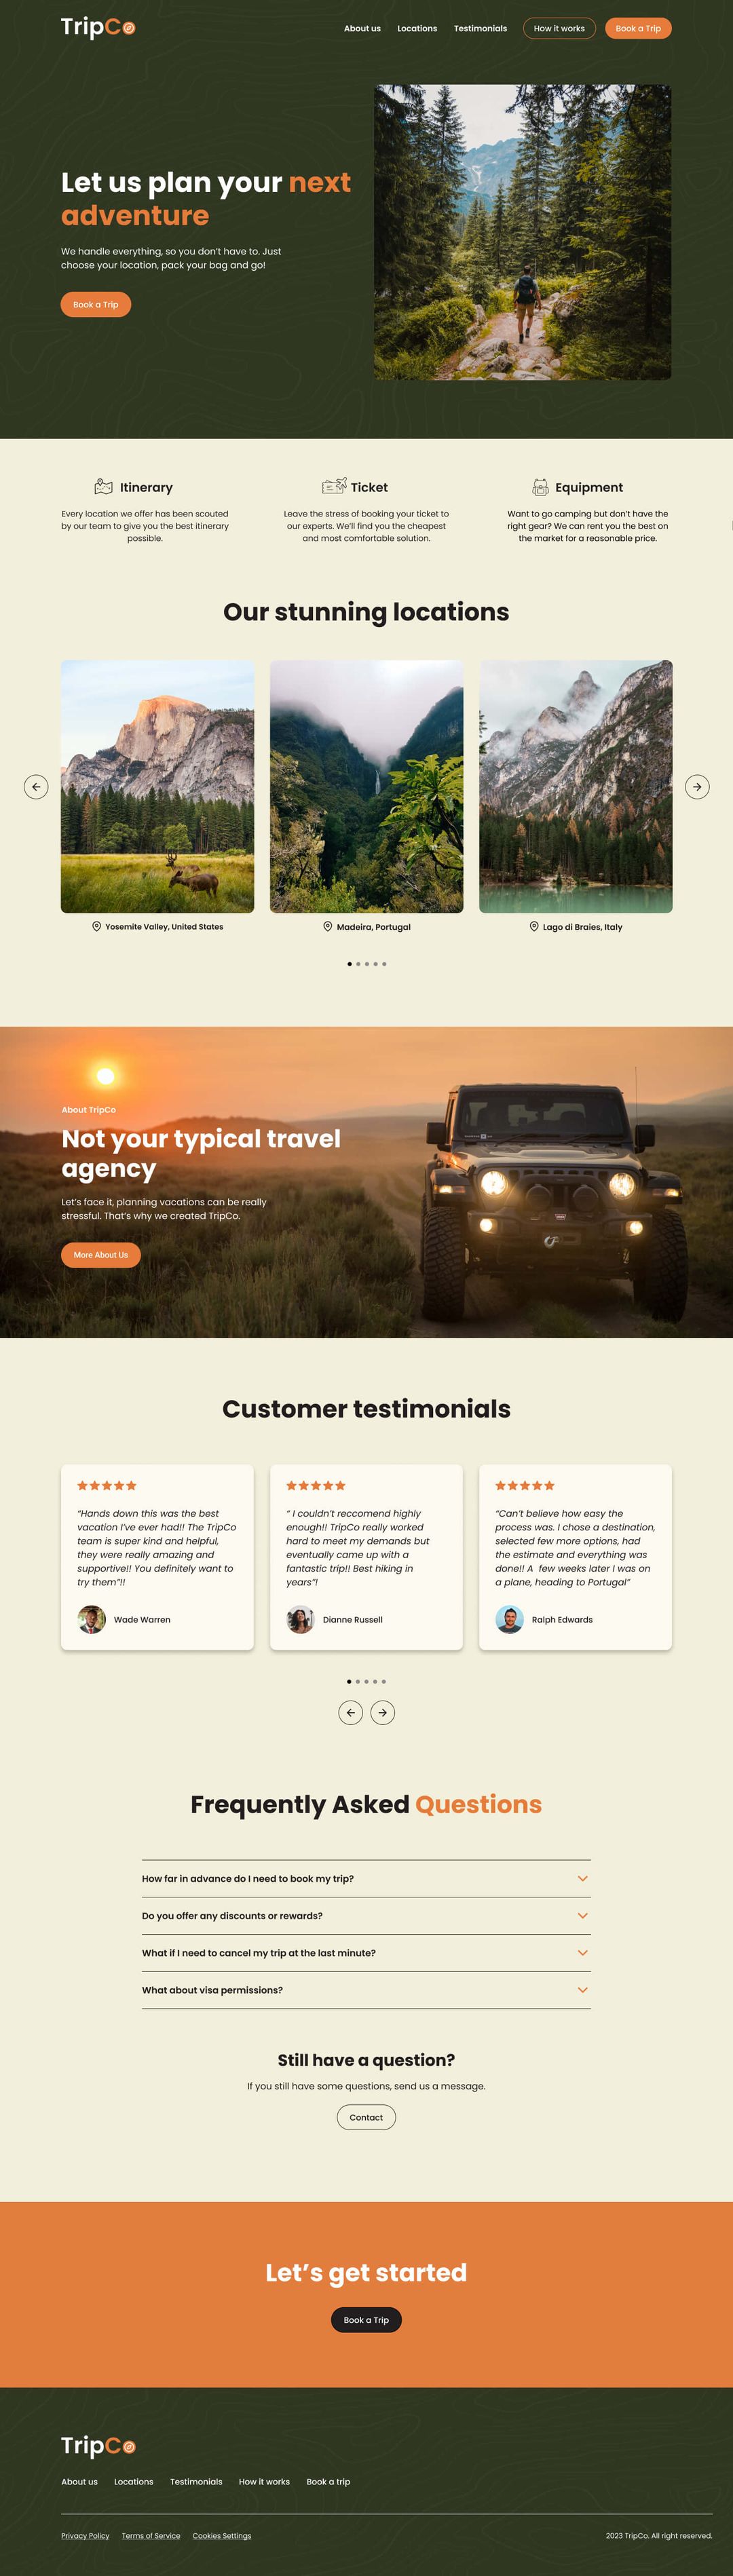 TripCo
About us
Locations
Testimonials
How it works
Book a Trip
Let us plan your next
adventure
We handle everything, so you don’t have to. Just
choose your location, pack your bag and go!
Book a Trip
Itinerary
Every location we offer has been scouted
by our team to give you the best itinerary
possible.
Ticket
Leave the stress of booking your ticket to
our experts. We’ll find you the cheapest
and most comfortable solution.
Equipment
Want to go camping but don’t have the
right gear? We can rent you the best on
the market for a reasonable price.
Our stunning locations
Yosemite Valley, United States
Madeira, Portugal
Lago di Braies, Italy
About TripCo
Not your typical travel
agency
Let’s face it, planning vacations can be really
stressful. That’s why we created TripCo.
More About Us
Customer testimonials
“Hands down this was the best
vacation I’ve ever had!! The TripCo
team is super kind and helpful,
they were really amazing and
supportive!! You definitely want to
try them”!!
Wade Warren
“ I couldn’t reccomend highly
enough!! TripCo really worked
hard to meet my demands but
eventually came up with a
fantastic trip!! Best hiking in
years”!
Dianne Russell
“Can’t believe how easy the
process was. I chose a destination,
selected few more options, had
the estimate and everything was
done!! A  few weeks later I was on
a plane, heading to Portugal”
Ralph Edwards
Frequently Asked Questions
How far in advance do I need to book my trip?
Do you offer any discounts or rewards?
What if I need to cancel my trip at the last minute?
What about visa permissions?
Still have a question?
If you still have some questions, send us a message.
Contact
Let’s get started
Book a Trip
TripCo
About us
Locations
Testimonials
How it works
Book a trip
Privacy Policy
Terms of Service
Cookies Settings
2023 TripCo. All right reserved.